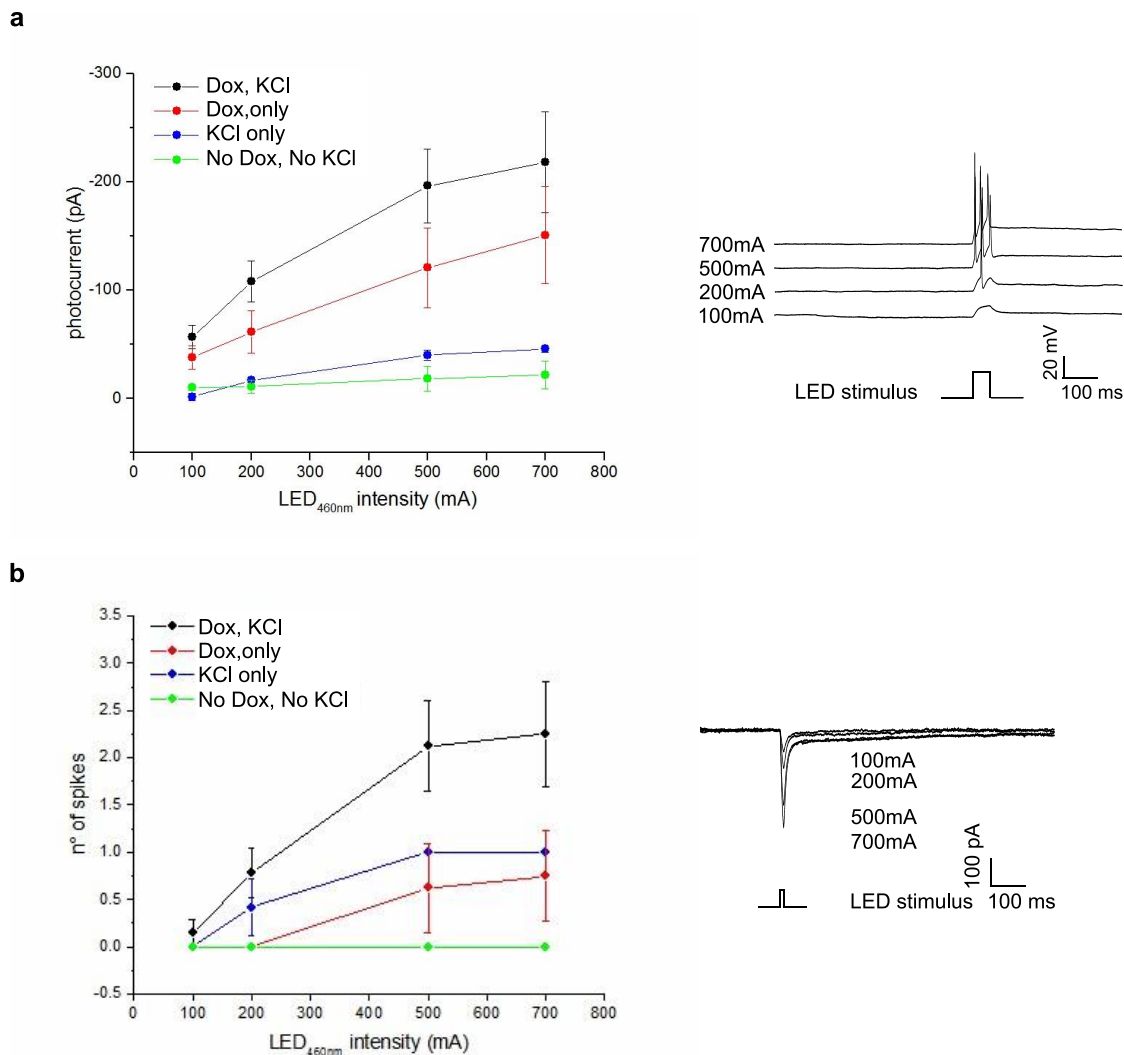 a
-300
-200
-100
0
photocurrent (pA)
Dox, KCl
Dox,only
KCl only
No Dox, No KCl
0 100 200 300 400 500 600 700 800
LED460nm intensity (mA)
700mA
500mA
200mA
100mA
20 mV
100 ms
LED stimulus
b
3.5
3.0
2.5
2.0
1.5
1.0
0.5
0.0
-0.5
n° of spikes
Dox, KCl
Dox,only
KCl only
No Dox, No KCl
0 100 200 300 400 500 600 700 800
LED460nm intensity (mA)
100mA
200mA
500mA
700mA
100 pA
LED stimulus 100 ms